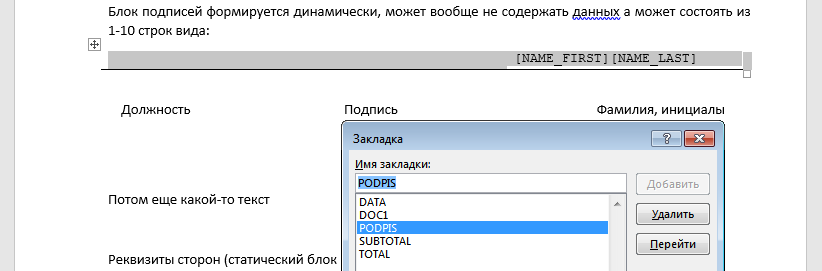 Блок подписей формируется динамически, может вообще не содержать данных а может состоять из
1-10 строк вида:
[NAME_FIRST][NAME_LAST]
Должность Подпись Фамилия, инициалы
Закладка
Имя закладки:
PODPIS Добавить
DATA
DOC1
PODPIS
SUBTOTAL
TOTAL
Удалить
Перейти
Потом еще какой-то текст
Реквизиты сторон (статический блок